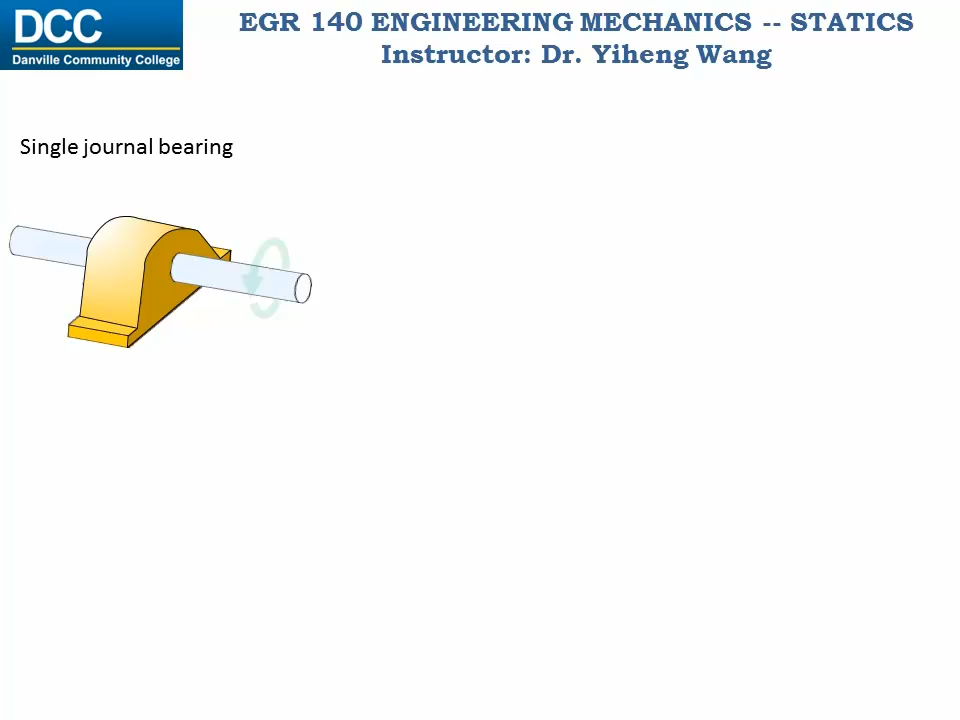 DCC
Danville Community College
EGR 140 ENGINEERING MECHANICS -- STATICS
Instructor: Dr. Yiheng Wang
Single journal bearing